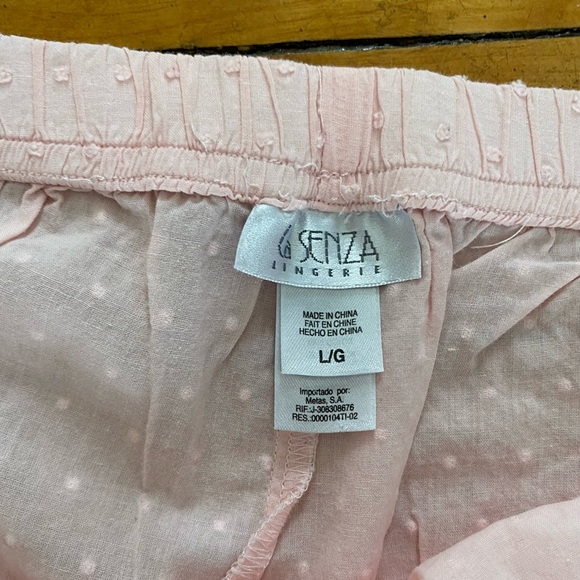 la SENZA
LINGERIE
MADE IN CHINA
FAIT EN CHINE
HECHO EN CHINA
L/G
Importado por:
Metas, S.A.
RIF.:J-308308676
RES.:0000104TI-02